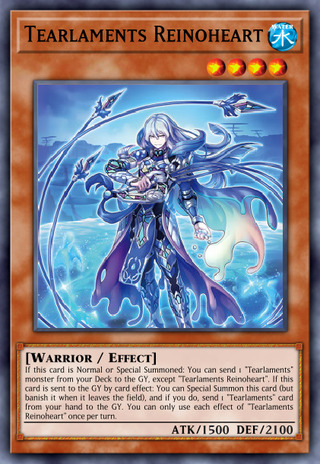 Tearlaments Reinoheart
WATER
水
[Warrior / Effect]
If this card is Normal or Special Summoned: You can send 1 "Tearlaments"
monster from your Deck to the GY, except "Tearlaments Reinoheart". If this
card is sent to the GY by card effect: You can Special Summon this card (but
banish it when it leaves the field), and if you do, send 1 "Tearlaments" card
from your hand to the GY. You can only use each effect of "Tearlaments
Reinoheart" once per turn.
ATK/1500 DEF/2100